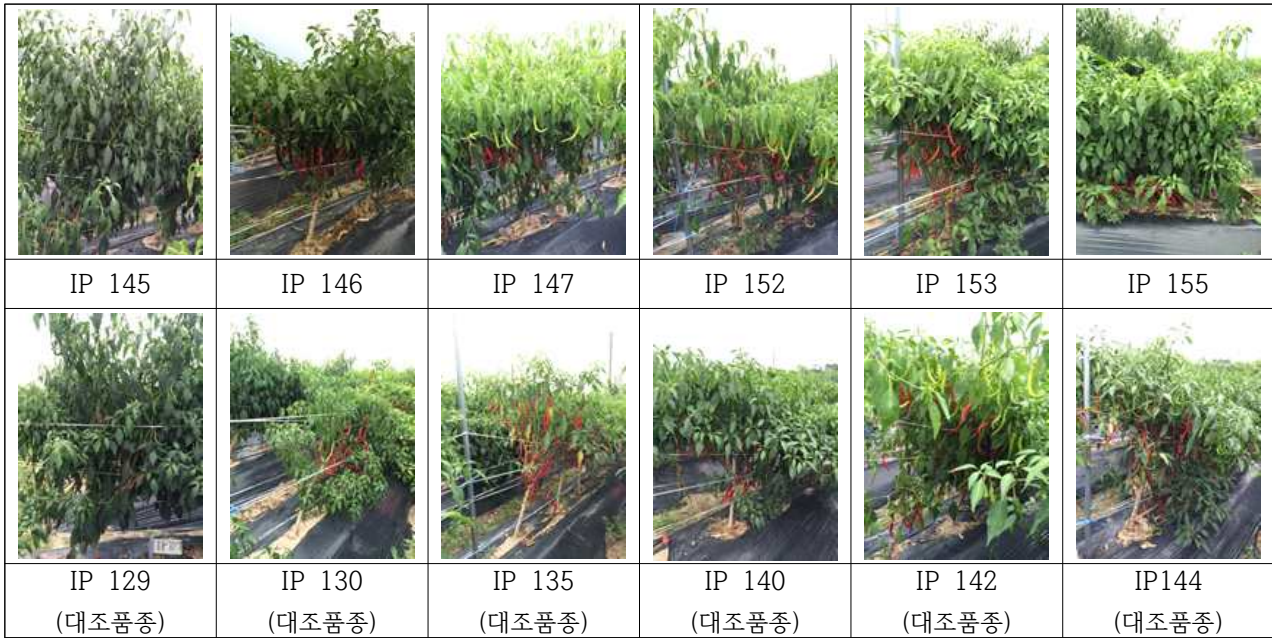 IP 145
IP 146
IP 147
IP 152
IP 153
IP 155
IP 129
(대조품종)
IP 130
(대조품종)
IP 135
(대조품종)
IP 140
(대조품종)
IP 142
(대조품종)
IP144
(대조품종)